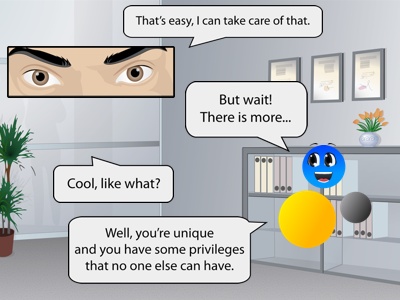 That's easy, I can take care of that.
But wait!
There is more...
Cool, like what?
Well, you're unique
and you have some privileges
that no one else can have.